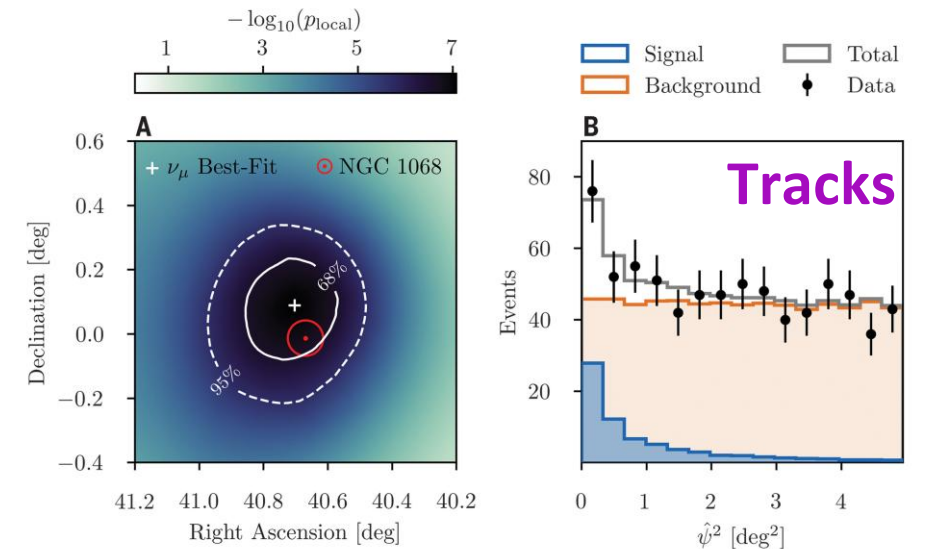 − log₁₀(p_local)
1 3 5 7
A
ν_μ Best-Fit
NGC 1068
68%
95%
0.6
0.4
0.2
0.0
−0.2
−0.4
Declination [deg]
41.2 41.0 40.8 40.6 40.4 40.2
Right Ascension [deg]
Signal
Background
Total
Data
B
Tracks
80
60
40
20
Events
0 1 2 3 4
ψ̂² [deg²]